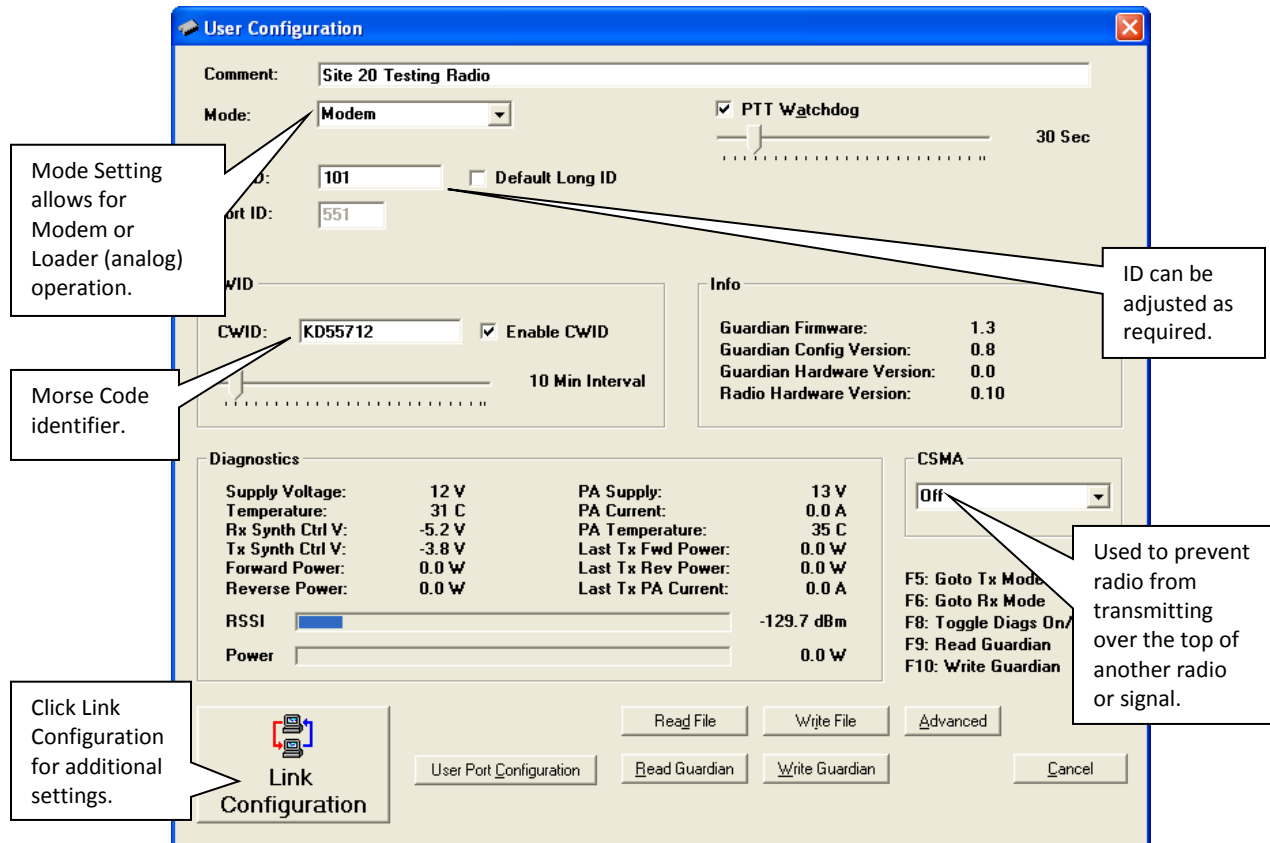 User Configuration
Comment: Site 20 Testing Radio
Mode: Modem
PTT Watchdog
30 Sec
Mode Setting
allows for
Modem or
Loader (analog)
operation.
101
Default Long ID
ID:
551
ID can be
adjusted as
required.
CWID: KD55712
Enable CWID
10 Min Interval
Morse Code
identifier.
Info
Guardian Firmware: 1.3
Guardian Config Version: 0.8
Guardian Hardware Version: 0.0
Radio Hardware Version: 0.10
Diagnostics
Supply Voltage: 12 V
Temperature: 31 C
Rx Synth Ctrl V: -5.2 V
Tx Synth Ctrl V: -3.8 V
Forward Power: 0.0 W
Reverse Power: 0.0 W
PA Supply: 13 V
PA Current: 0.0 A
PA Temperature: 35 C
Last Tx Fwd Power: 0.0 W
Last Tx Rev Power: 0.0 W
Last Tx PA Current: 0.0 A
RSSI -129.7 dBm
Power 0.0 W
CSMA
Off
Used to prevent
radio from
transmitting
over the top of
another radio
or signal.
F5: Goto Tx Mode
F6: Goto Rx Mode
F8: Toggle Diags On/
F9: Read Guardian
F10: Write Guardian
Click Link
Configuration
for additional
settings.
Link
Configuration
Read File
Write File
Advanced
User Port Configuration
Read Guardian
Write Guardian
Cancel